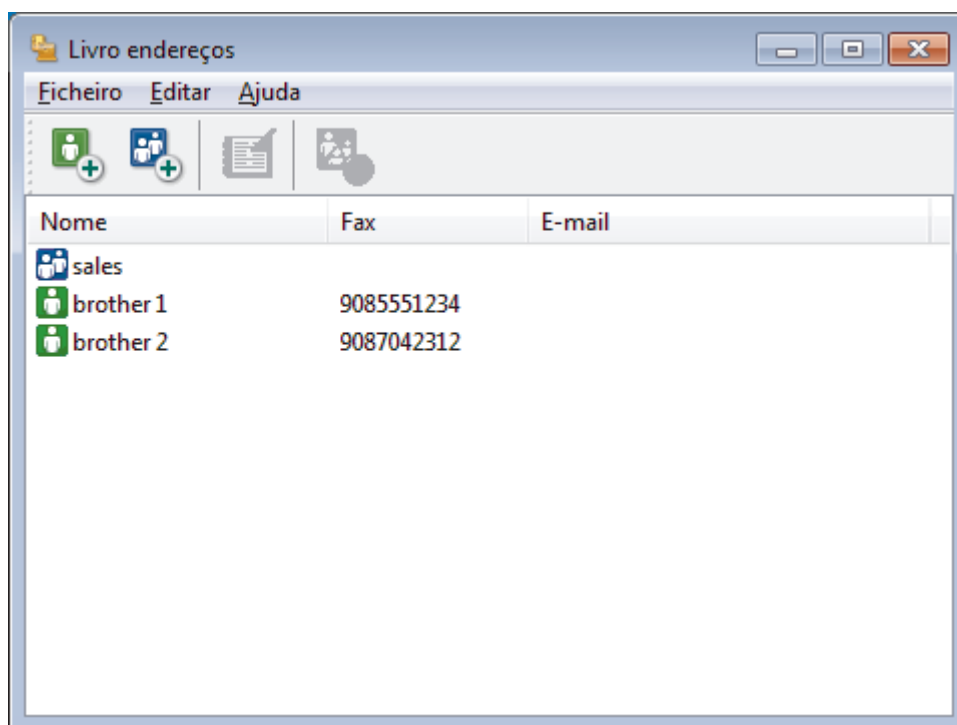 Livro endereços
Ficheiro Editar Ajuda
Nome Fax E-mail
sales
brother 1 9085551234
brother 2 9087042312